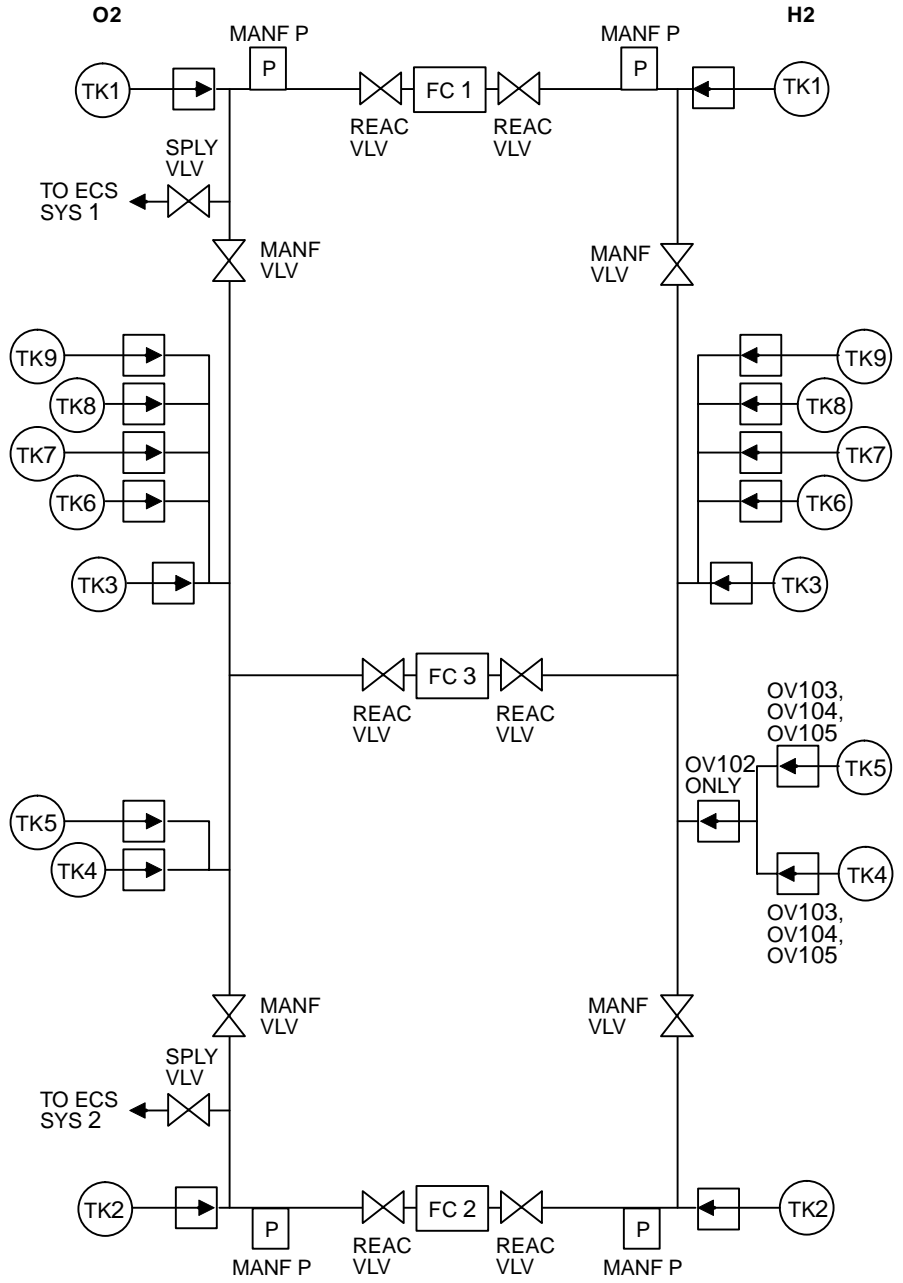 O2
H2
MANF P
MANF P
P
P
TK1
FC 1
TK1
REAC
VLV
REAC
VLV
SPLY
VLV
TO ECS
SYS 1
MANF
VLV
MANF
VLV
TK9
TK9
TK8
TK8
TK7
TK7
TK6
TK6
TK3
TK3
FC 3
REAC
VLV
REAC
VLV
OV103,
OV104,
OV105
OV102
ONLY
TK5
TK5
TK4
TK4
OV103,
OV104,
OV105
MANF
VLV
MANF
VLV
SPLY
VLV
TO ECS
SYS 2
TK2
FC 2
TK2
P
P
REAC
VLV
REAC
VLV
MANF P
MANF P